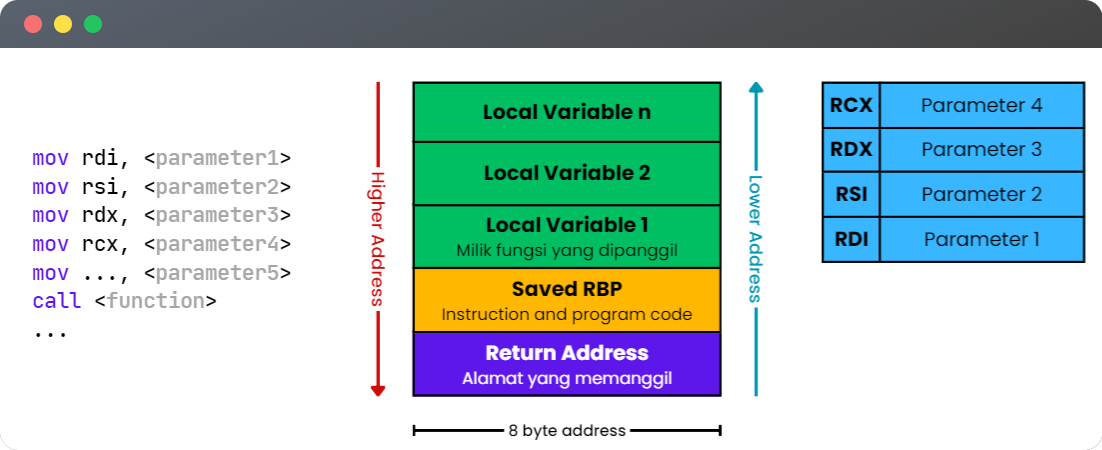 mov rdi, <parameter1>
mov rsi, <parameter2>
mov rdx, <parameter3>
mov rcx, <parameter4>
mov ..., <parameter5>
call <function>
...
Higher Address
Local Variable n
Local Variable 2
Local Variable 1
Milik fungsi yang dipanggil
Saved RBP
Instruction and program code
Return Address
Alamat yang memanggil
8 byte address
Lower Address
RCX Parameter 4
RDX Parameter 3
RSI Parameter 2
RDI Parameter 1